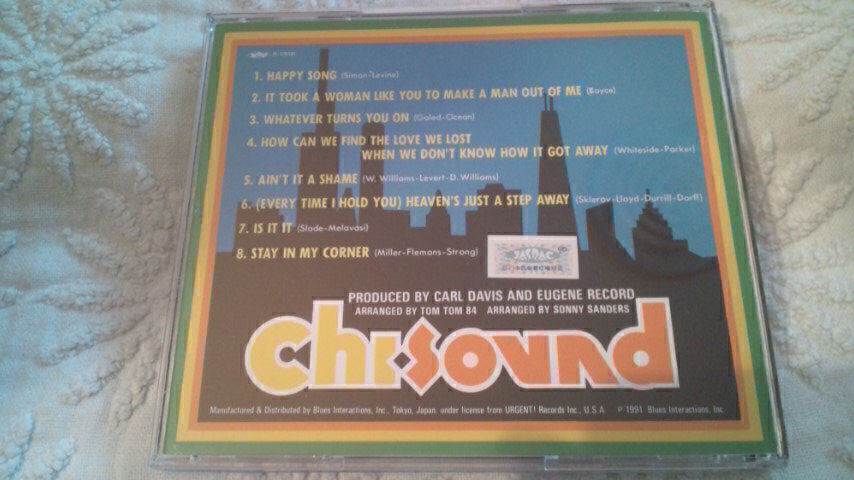 1. HAPPY SONG (Simon-Levine)
2. IT TOOK A WOMAN LIKE YOU TO MAKE A MAN OUT OF ME (Boyce)
3. WHATEVER TURNS YOU ON (Goled-Ocean)
4. HOW CAN WE FIND THE LOVE WE LOST
WHEN WE DON'T KNOW HOW IT GOT AWAY (Whiteside-Parker)
5. AIN'T IT A SHAME (W. Williams-Levert-D. Williams)
6. (EVERY TIME I HOLD YOU) HEAVEN'S JUST A STEP AWAY (Sklerov-Lloyd-Durrill-Dorff)
7. IS IT IT (Slade-Melavasi)
8. STAY IN MY CORNER (Miller-Flemons-Strong)
JASRAC
PRODUCED BY CARL DAVIS AND EUGENE RECORD
ARRANGED BY TOM TOM 84 ARRANGED BY SONNY SANDERS
Chi-Sound
Manufactured & Distributed by Blues Interactions, Inc., Tokyo, Japan, under license from URGENT! Records Inc., U.S.A. P 1991 Blues Interactions, Inc.